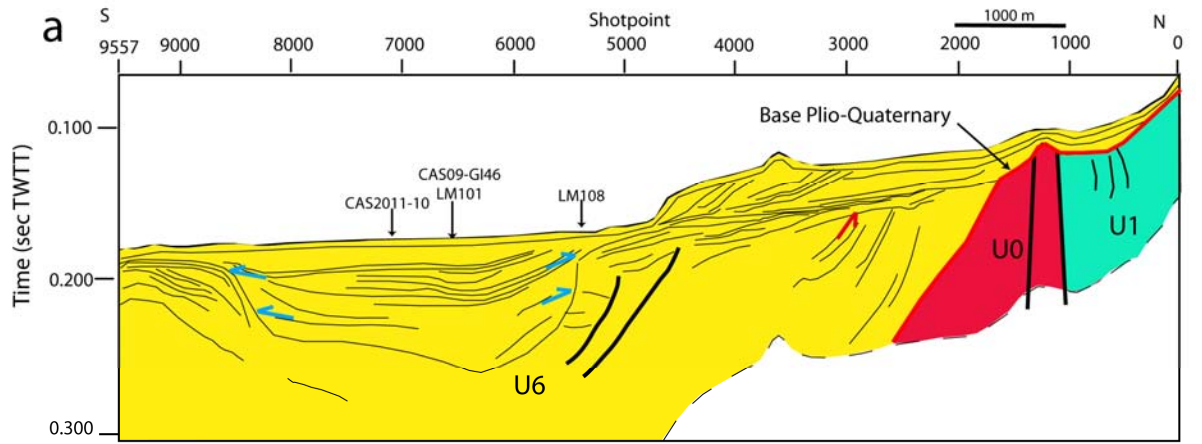 a
S
Shotpoint
1000 m
N
9557 9000 8000 7000 6000 5000 4000 3000 2000 1000 0
Time (sec TWTT)
0.100
0.200
0.300
Base Plio-Quaternary
CAS09-GI46
CAS2011-10 LM101 LM108
U0
U1
U6